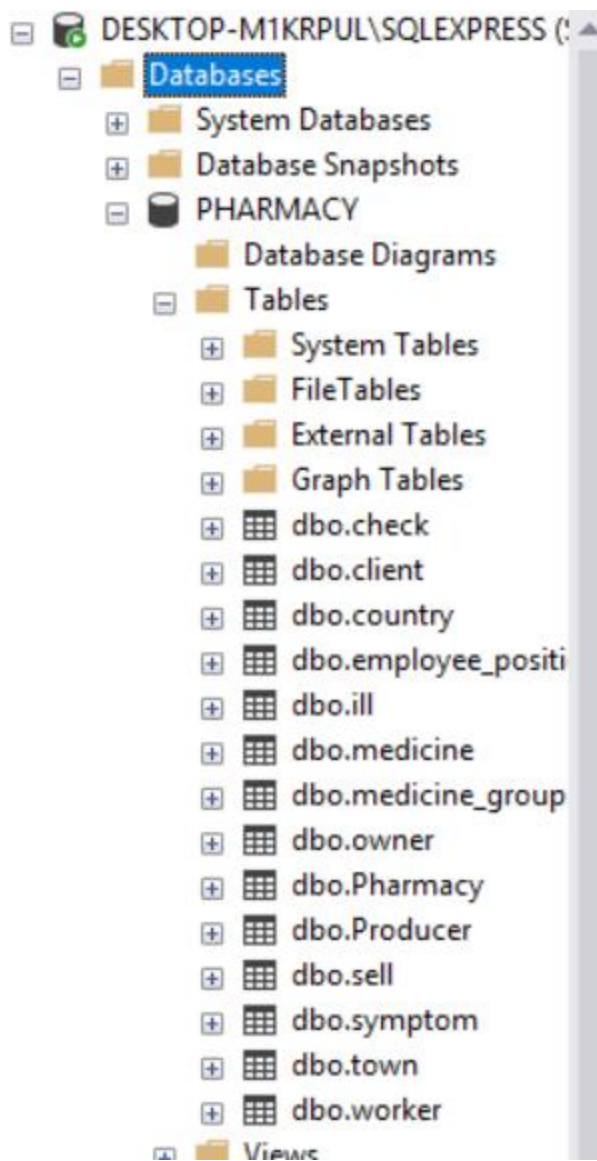 DESKTOP-M1KRPUL\SQLEXPRESS (S
Databases
System Databases
Database Snapshots
PHARMACY
Database Diagrams
Tables
System Tables
FileTables
External Tables
Graph Tables
dbo.check
dbo.client
dbo.country
dbo.employee_positi
dbo.ill
dbo.medicine
dbo.medicine_group
dbo.owner
dbo.Pharmacy
dbo.Producer
dbo.sell
dbo.symptom
dbo.town
dbo.worker
Views